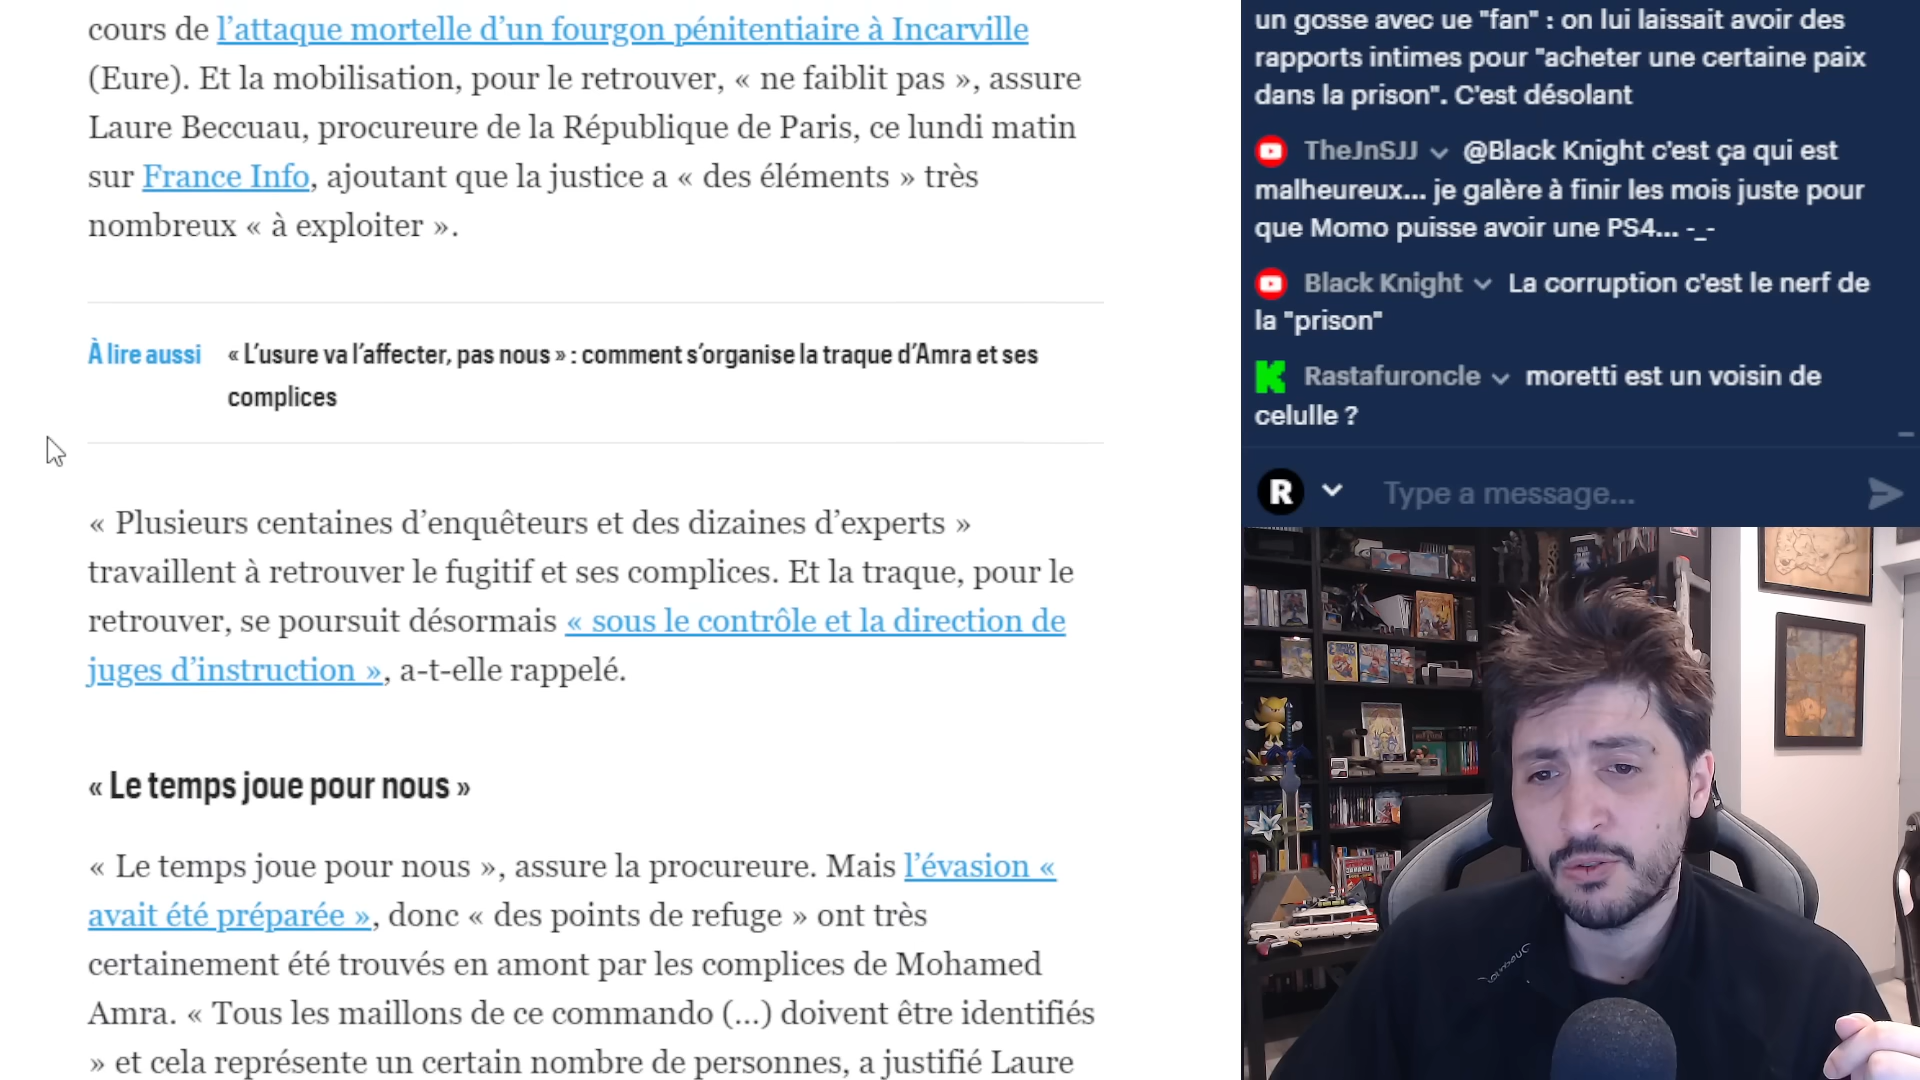 cours de l’attaque mortelle d’un fourgon pénitentiaire à Incarville
(Eure). Et la mobilisation, pour le retrouver, « ne faiblit pas », assure
Laure Beccuau, procureure de la République de Paris, ce lundi matin
sur France Info, ajoutant que la justice a « des éléments » très
nombreux « à exploiter ».
À lire aussi « L’usure va l’affecter, pas nous » : comment s’organise la traque d’Amra et ses
complices
« Plusieurs centaines d’enquêteurs et des dizaines d’experts »
travaillent à retrouver le fugitif et ses complices. Et la traque, pour le
retrouver, se poursuit désormais « sous le contrôle et la direction de
juges d’instruction », a-t-elle rappelé.
« Le temps joue pour nous »
« Le temps joue pour nous », assure la procureure. Mais l’évasion «
avait été préparée », donc « des points de refuge » ont très
certainement été trouvés en amont par les complices de Mohamed
Amra. « Tous les maillons de ce commando (...) doivent être identifiés
» et cela représente un certain nombre de personnes, a justifié Laure
un gosse avec ue "fan" : on lui laissait avoir des
rapports intimes pour "acheter une certaine paix
dans la prison". C'est désolant
TheJnSJJ @Black Knight c'est ça qui est
malheureux... je galère à finir les mois juste pour
que Momo puisse avoir une PS4... -_-
Black Knight La corruption c'est le nerf de
la "prison"
Rastafuroncle moretti est un voisin de
celulle ?
R Type a message...